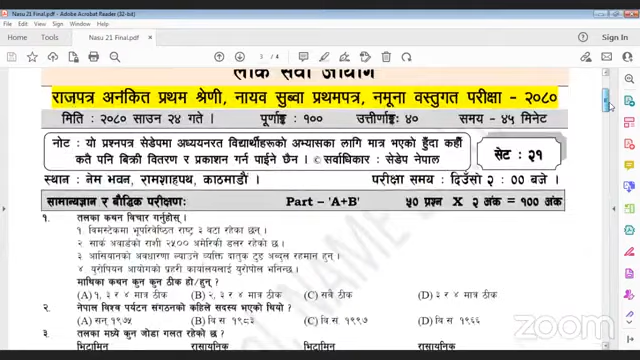 Nasu 21 Final.pdf - Adobe Acrobat Reader (32-bit)
File Edit View Sign Window Help
Home Tools Nasu 21 Final.pdf × Sign In
3 / 4
लोक सेवा आयोग
राजपत्र अनंकित प्रथम श्रेणी, नायव सुब्वा प्रथमपत्र, नमूना वस्तुगत परीक्षा - २०८०
मिति : २०८० साउन २४ गते । पूर्णाङ्क : १०० उत्तीर्णाङ्क : ४० समय - ४५ मिनेट
नोट : यो प्रश्नपत्र सेडेपमा अध्ययनरत विद्यार्थीहरूको अभ्यासका लागि मात्र भएको हुँदा कहीं
कतै पनि बिक्री वितरण र प्रकाशन गर्न पाईने छैन । © सर्वाधिकार : सेडेप नेपाल
सेट : २१
स्थान : नेम भवन, रामशाहपथ, काठमाडौं । परीक्षा समय : दिउँसो २ : ०० बजे ।
सामान्यज्ञान र बौद्धिक परीक्षण: Part – 'A+B' ५० प्रश्न X २ अंक = १०० अंक
१. तलका कथन विचार गर्नुहोस् ।
१. विमस्टेकमा भूपरिवेष्ठित राष्ट्र ३ वटा रहेका छन् ।
२. सार्क अवार्डको राशी २५०० अमेरिकी डलर रहेको छ ।
३. आसियानको अवधारणा ल्याउने व्यक्ति दातुक टुङ अब्दुल रहमान हुन् ।
४. युरोपियन आयोगको प्रहरी कार्यालयलाई युरोपोल भनिन्छ ।
माथिका कथन कुन कुन ठीक हो/हुन् ?
(A) १, ३ र ४ मात्र ठीक (B) २, ३ र ४ मात्र ठीक (C) सबै ठीक (D) ३ र ४ मात्र ठीक
२. नेपाल विश्व पर्यटन संगठनको कहिले सदस्य भएको थियो ?
(A) सन् १९७५ (B) वि.स १९८३ (C) वि.स. १९९७ (D) वि.स. १९६६
३. तलका मध्ये कुन जोडा गलत रहेको छ ?
भिटामिन रासायनिक भिटामिन रासायनिक
zoom